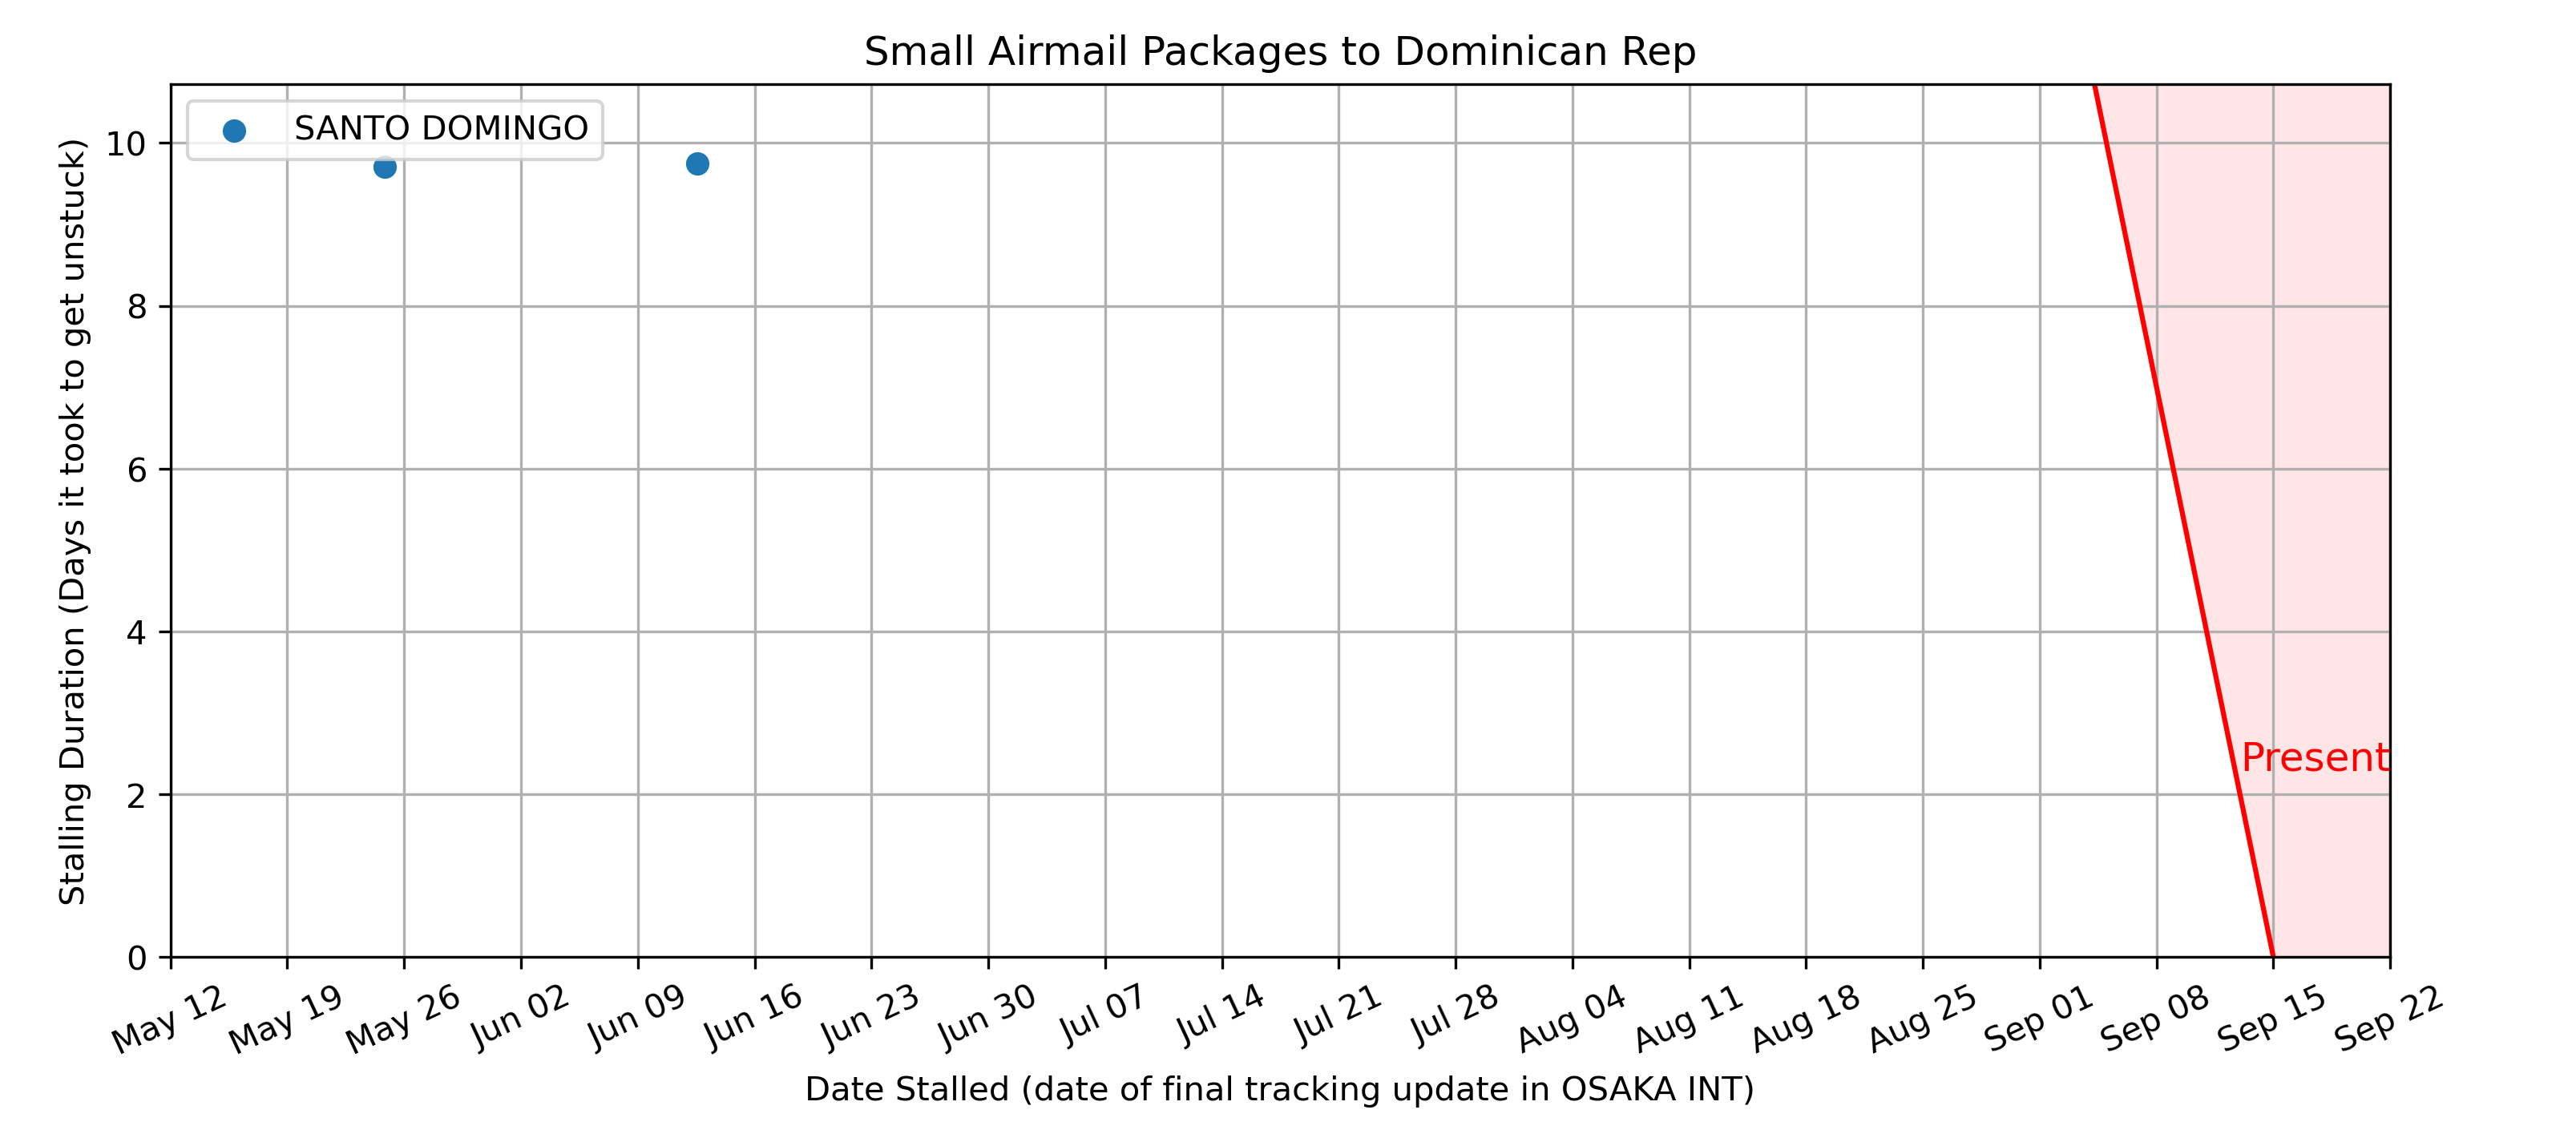 Small Airmail Packages to Dominican Rep
SANTO DOMINGO
Stalling Duration (Days it took to get unstuck)
10
8
6
4
2
0
Present
May 12
May 19
May 26
Jun 02
Jun 09
Jun 16
Jun 23
Jun 30
Jul 07
Jul 14
Jul 21
Jul 28
Aug 04
Aug 11
Aug 18
Aug 25
Sep 01
Sep 08
Sep 15
Sep 22
Date Stalled (date of final tracking update in OSAKA INT)